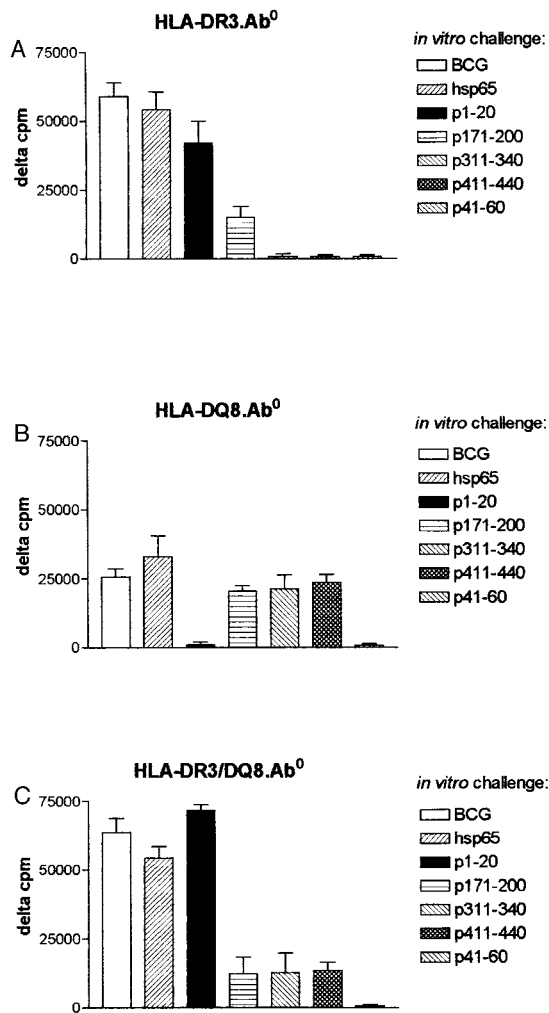 HLA-DR3.Ab⁰
A
75000
50000
25000
0
delta cpm
in vitro challenge:
BCG
hsp65
p1-20
p171-200
p311-340
p411-440
p41-60
HLA-DQ8.Ab⁰
B
75000
50000
25000
0
delta cpm
in vitro challenge:
BCG
hsp65
p1-20
p171-200
p311-340
p411-440
p41-60
HLA-DR3/DQ8.Ab⁰
C
75000
50000
25000
0
delta cpm
in vitro challenge:
BCG
hsp65
p1-20
p171-200
p311-340
p411-440
p41-60